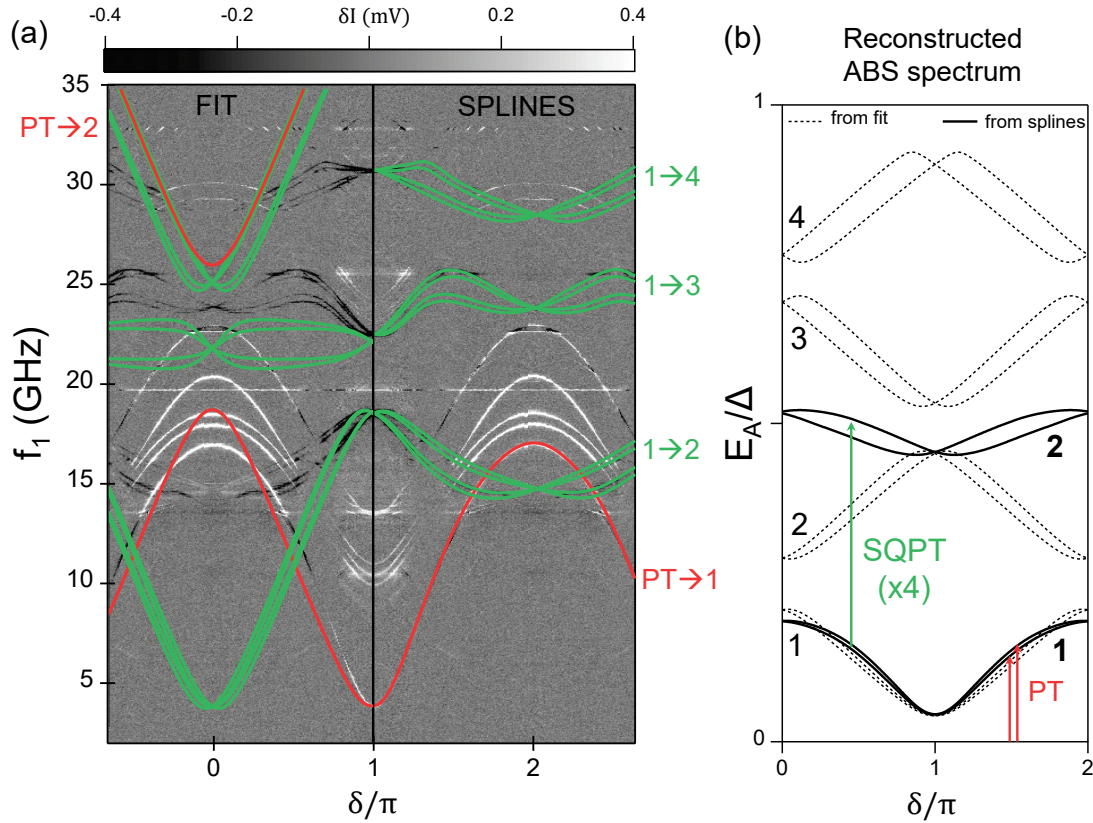 (a)
δI (mV)
-0.4
-0.2
0
0.2
0.4
FIT
SPLINES
PT→2
1→4
1→3
1→2
PT→1
35
30
25
20
15
10
5
f₁ (GHz)
0
1
2
δ/π
(b)
Reconstructed
ABS spectrum
from fit
from splines
1
0
E_A/Δ
4
3
2
2
1
1
SQPT
(x4)
PT
0
1
2
δ/π